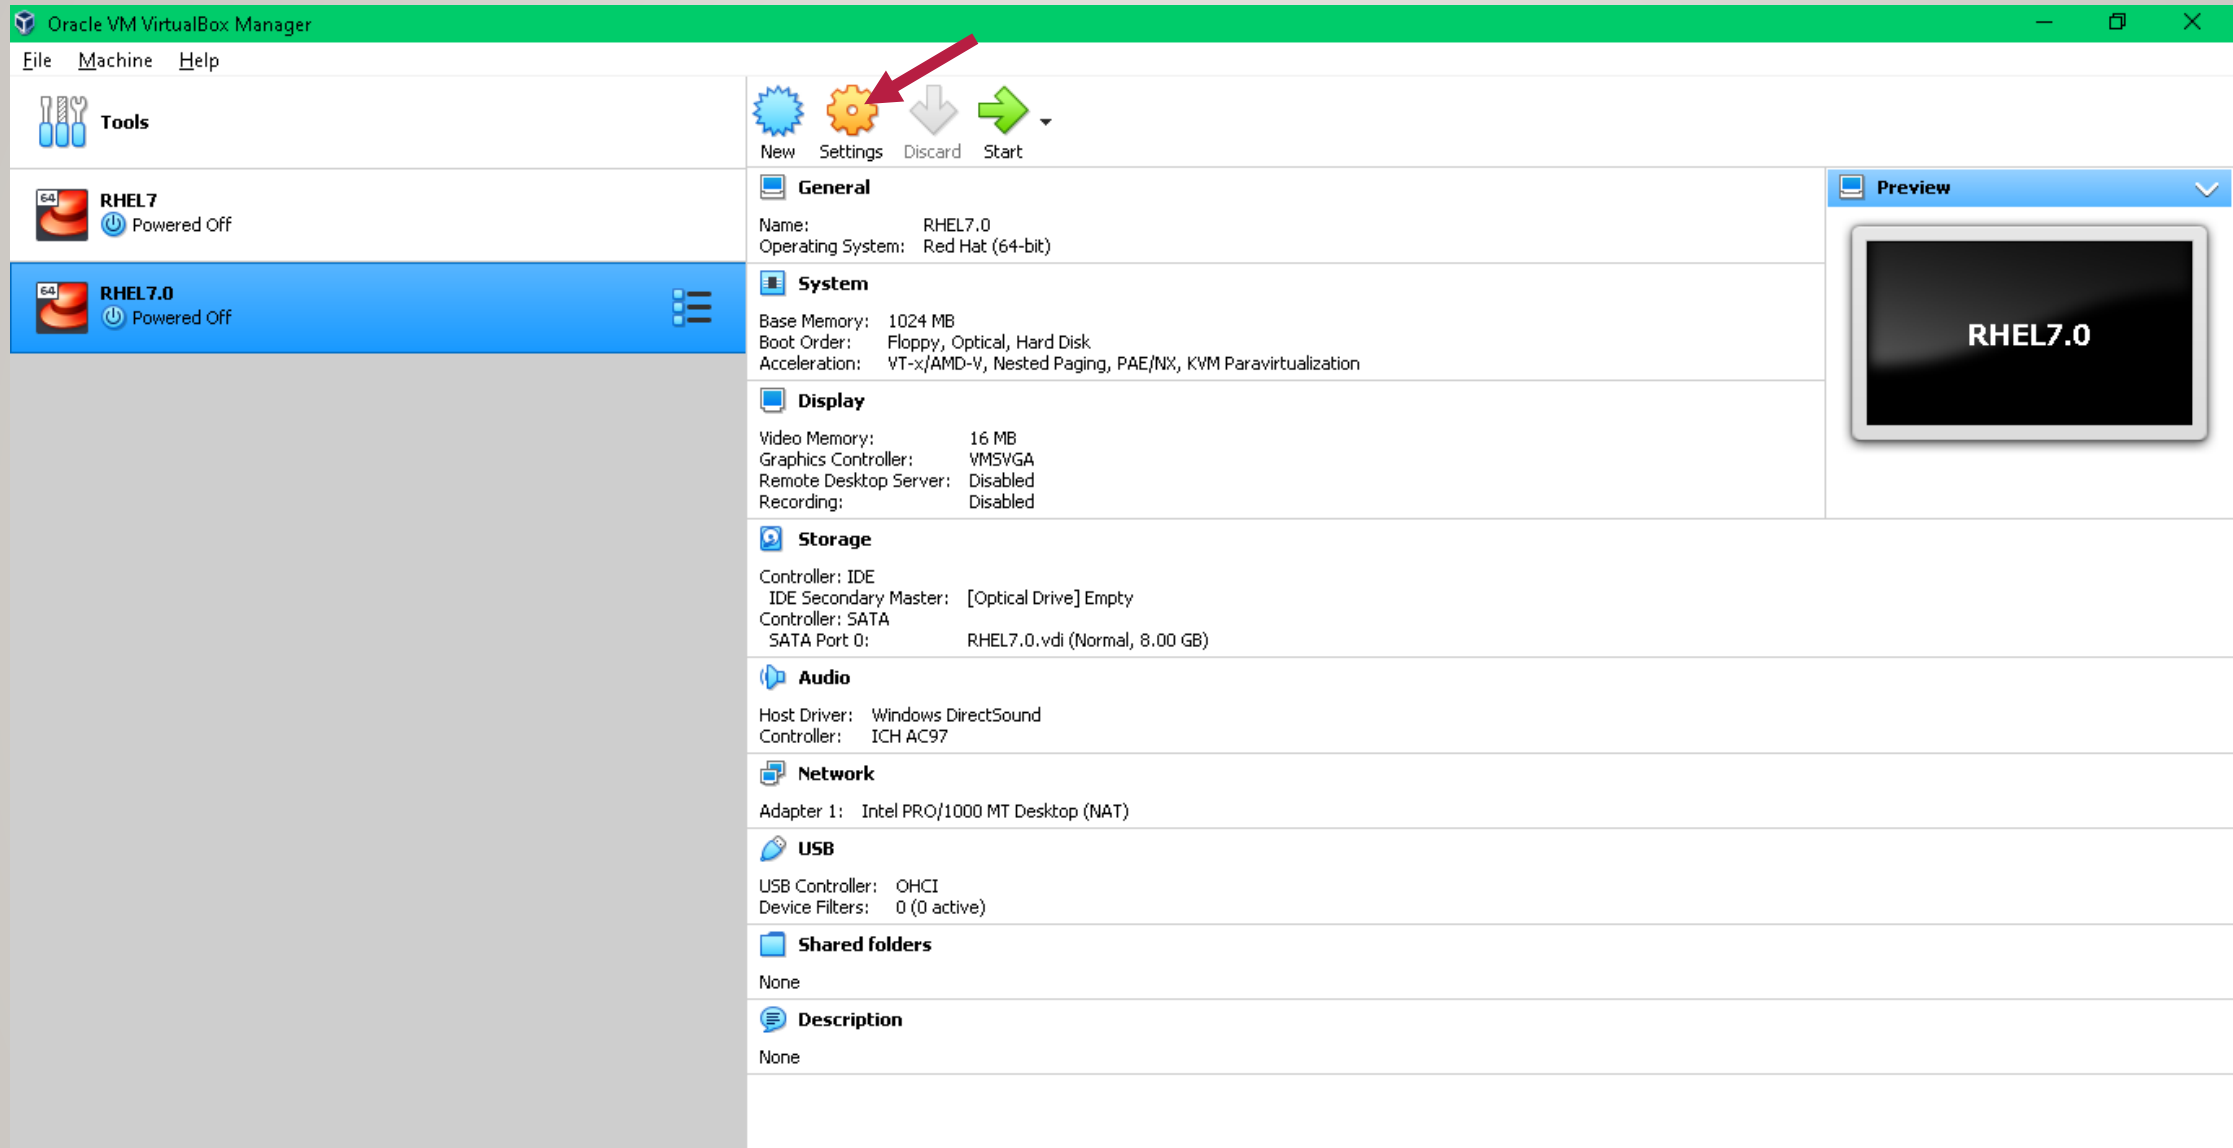 Oracle VM VirtualBox Manager
File Machine Help
Tools
New Settings Discard Start
64
RHEL7
Powered Off
64
RHEL7.0
Powered Off
General
Name: RHEL7.0
Operating System: Red Hat (64-bit)
System
Base Memory: 1024 MB
Boot Order: Floppy, Optical, Hard Disk
Acceleration: VT-x/AMD-V, Nested Paging, PAE/NX, KVM Paravirtualization
Display
Video Memory: 16 MB
Graphics Controller: VMSVGA
Remote Desktop Server: Disabled
Recording: Disabled
Storage
Controller: IDE
IDE Secondary Master: [Optical Drive] Empty
Controller: SATA
SATA Port 0: RHEL7.0.vdi (Normal, 8.00 GB)
Audio
Host Driver: Windows DirectSound
Controller: ICH AC97
Network
Adapter 1: Intel PRO/1000 MT Desktop (NAT)
USB
USB Controller: OHCI
Device Filters: 0 (0 active)
Shared folders
None
Description
None
Preview
RHEL7.0